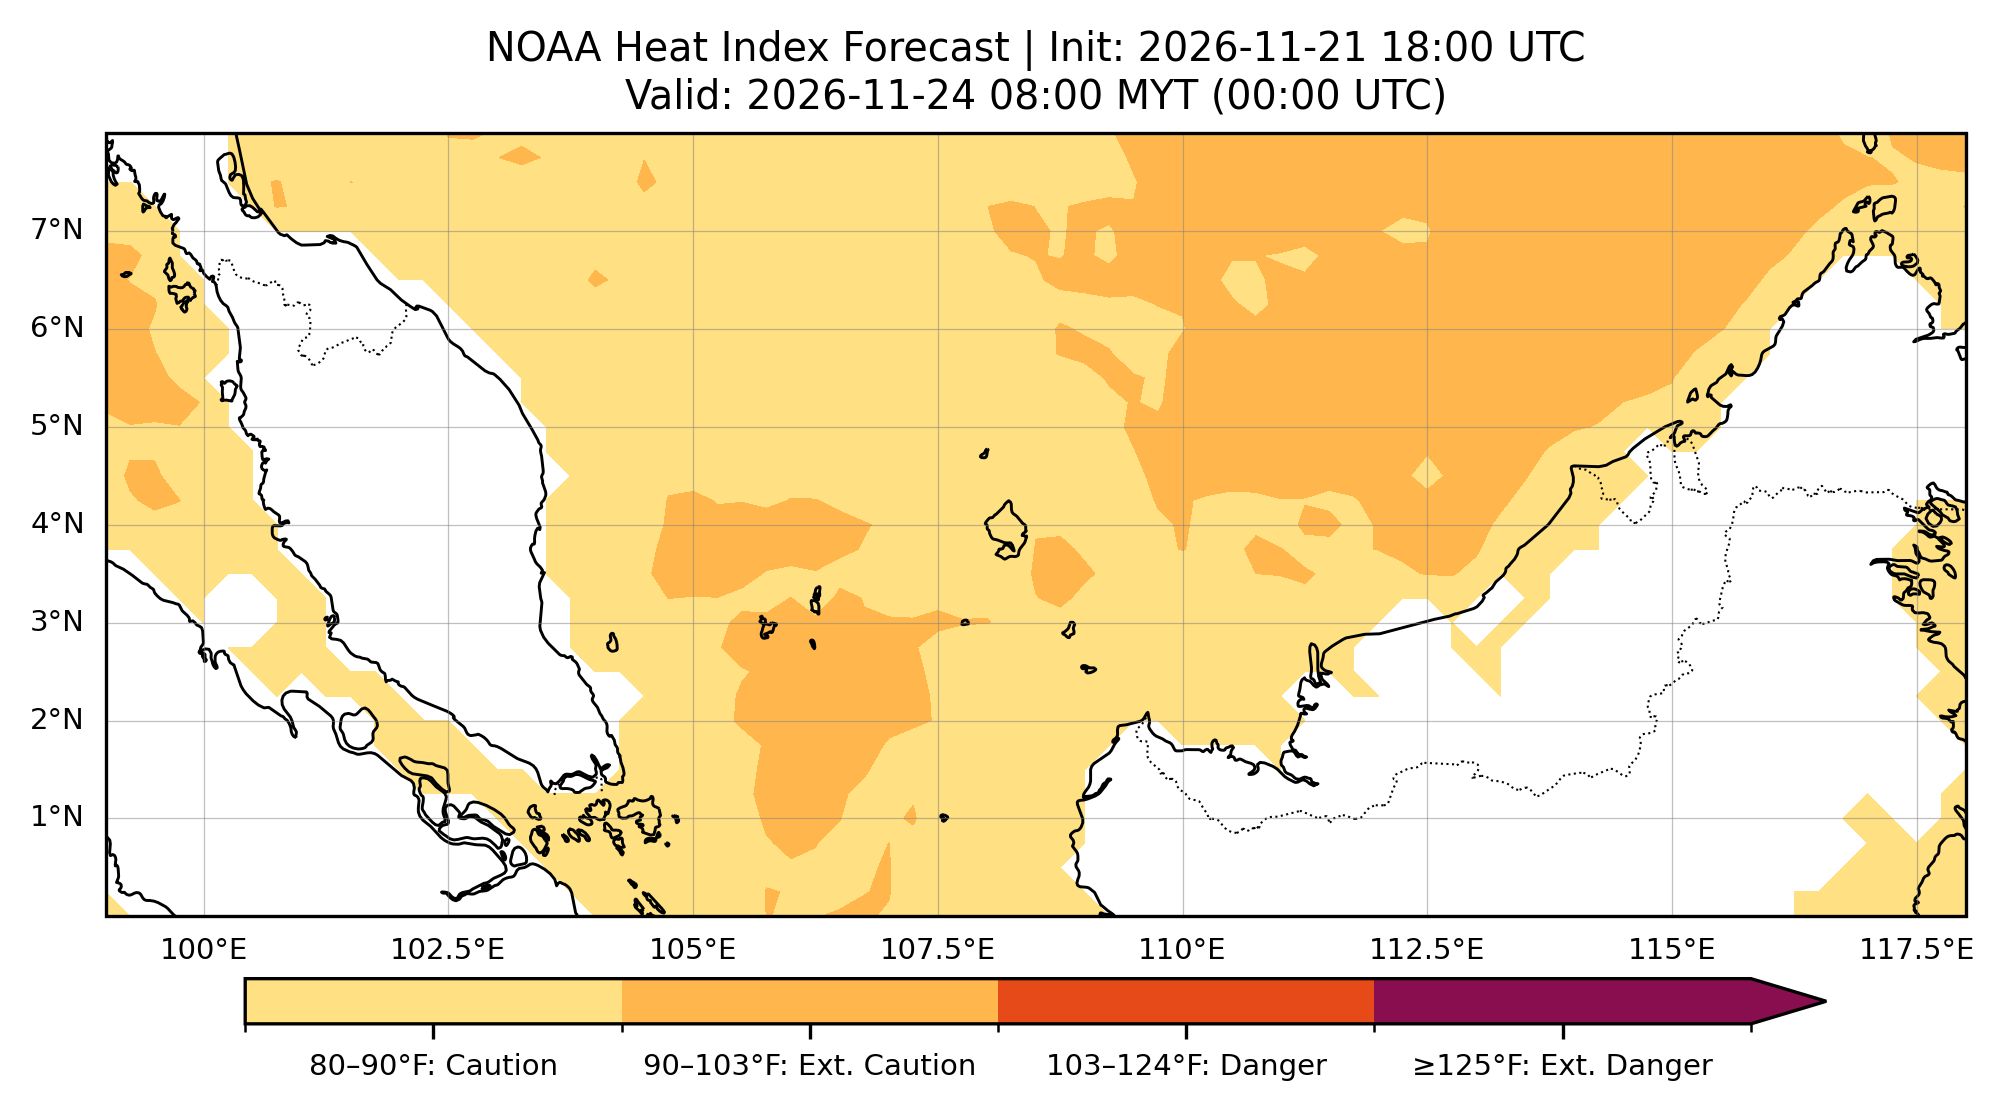 NOAA Heat Index Forecast | Init: 2026-11-21 18:00 UTC
Valid: 2026-11-24 08:00 MYT (00:00 UTC)
7°N
6°N
5°N
4°N
3°N
2°N
1°N
100°E
102.5°E
105°E
107.5°E
110°E
112.5°E
115°E
117.5°E
80–90°F: Caution
90–103°F: Ext. Caution
103–124°F: Danger
≥125°F: Ext. Danger